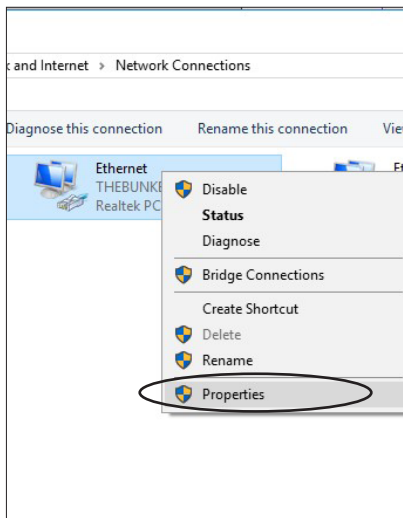 and Internet > Network Connections
Diagnose this connection Rename this connection
Ethernet
THEBUNKE
Realtek PC
Disable
Status
Diagnose
Bridge Connections
Create Shortcut
Delete
Rename
Properties